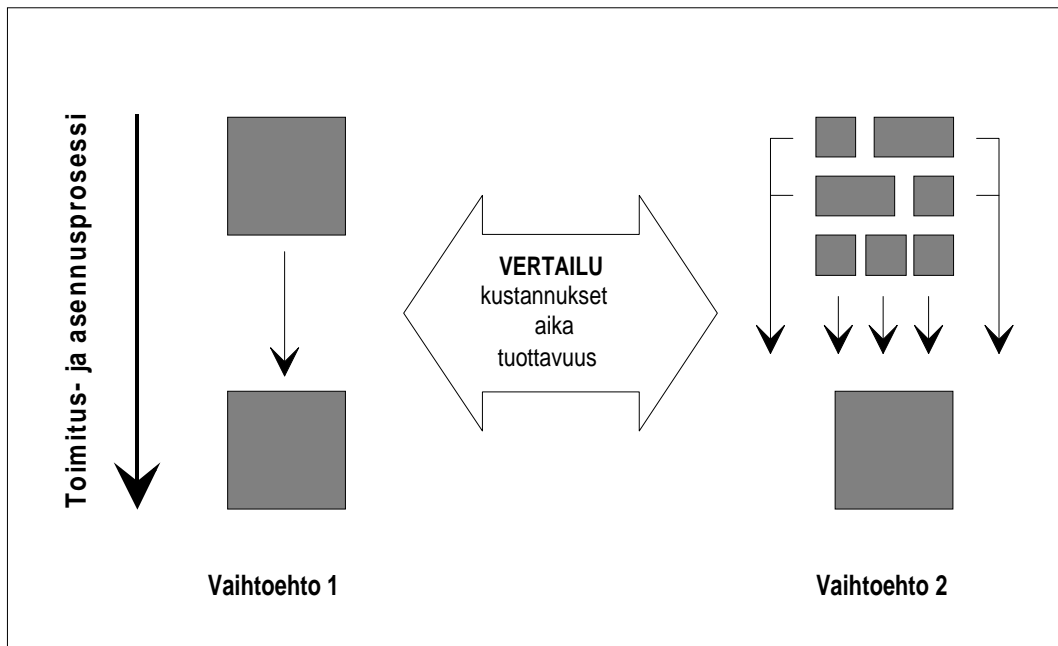 Toimitus- ja asennusprosessi
VERTAILU
kustannukset
aika
tuottavuus
Vaihtoehto 1
Vaihtoehto 2